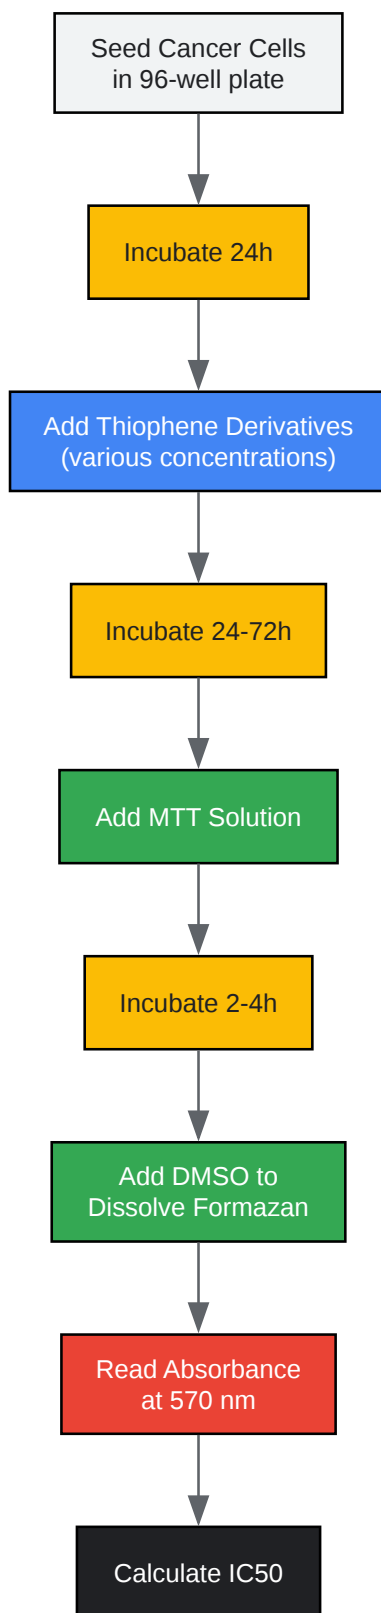 Seed Cancer Cells
in 96-well plate
Incubate 24h
Add Thiophene Derivatives
(various concentrations)
Incubate 24-72h
Add MTT Solution
Incubate 2-4h
Add DMSO to
Dissolve Formazan
Read Absorbance
at 570 nm
Calculate IC50